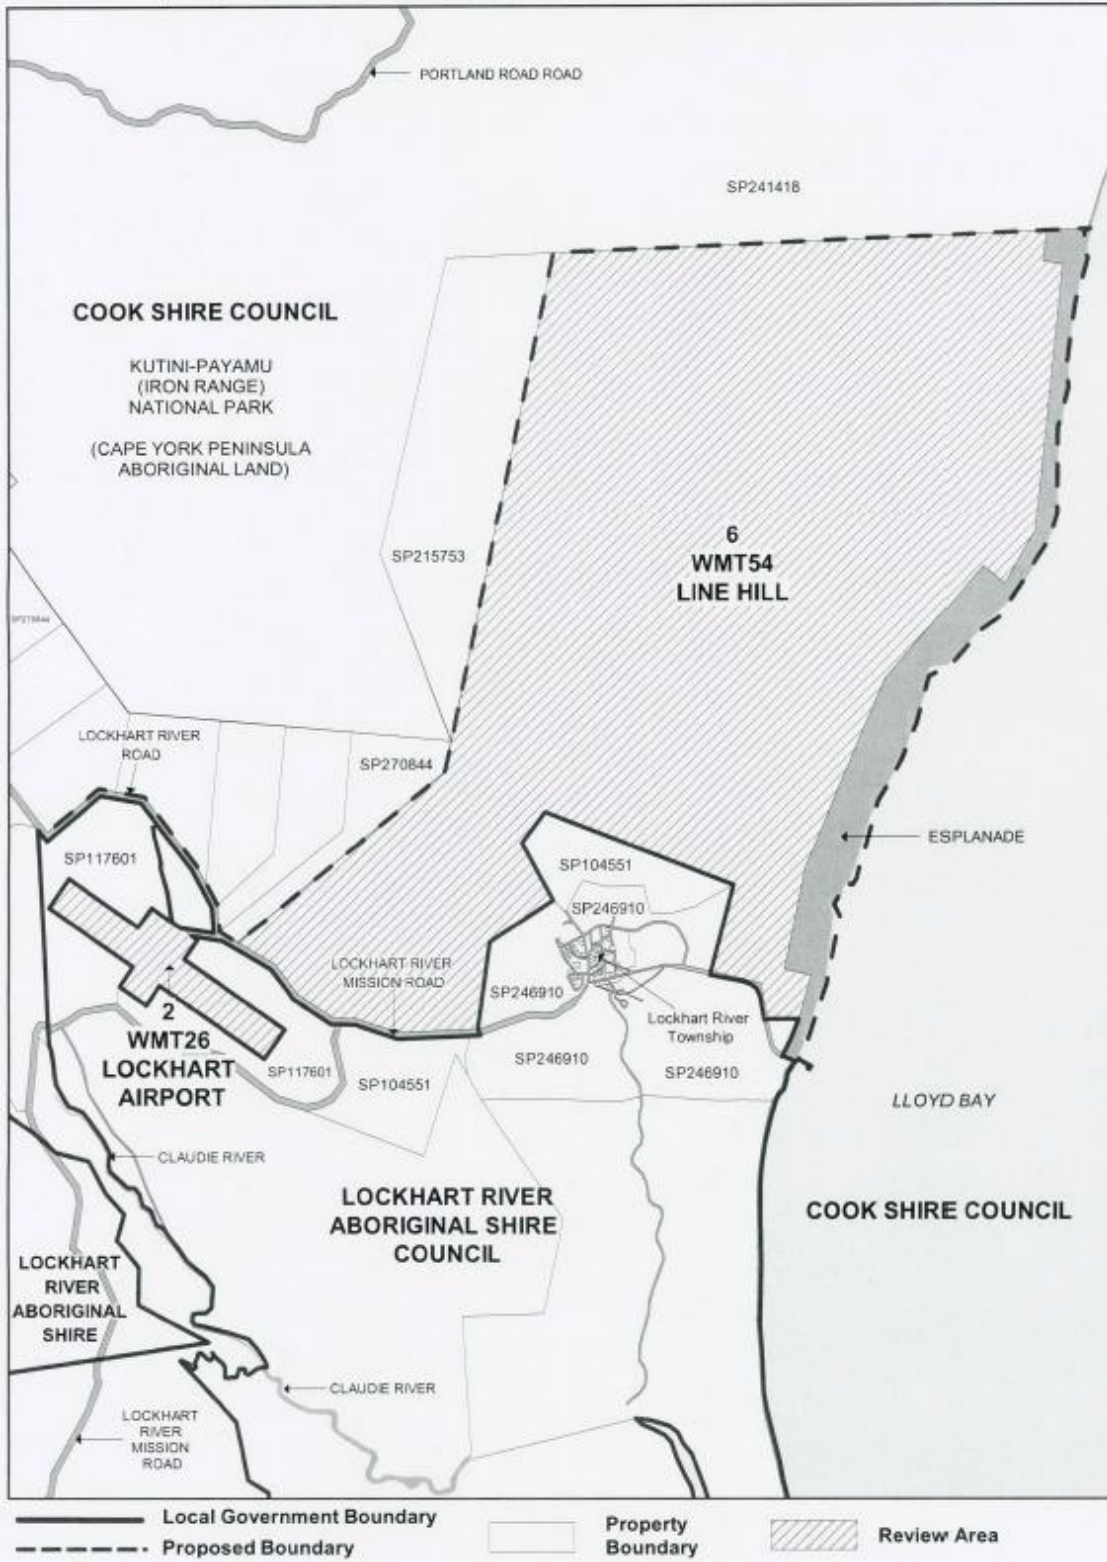 PORTLAND ROAD ROAD
SP241418
COOK SHIRE COUNCIL
KUTINI-PAYAMU
(IRON RANGE)
NATIONAL PARK
(CAPE YORK PENINSULA
ABORIGINAL LAND)
SP215753
6
WMT54
LINE HILL
SP270844
LOCKHART RIVER
ROAD
SP270844
ESPLANADE
SP117601
SP104551
SP246910
LOCKHART RIVER
MISSION ROAD
SP246910
2
WMT26
LOCKHART
AIRPORT
Lockhart River
Township
SP246910
SP246910
SP117601
SP104551
LLOYD BAY
CLAUDIE RIVER
LOCKHART RIVER
ABORIGINAL SHIRE
COUNCIL
COOK SHIRE COUNCIL
LOCKHART
RIVER
ABORIGINAL
SHIRE
CLAUDIE RIVER
LOCKHART
RIVER
MISSION
ROAD
Local Government Boundary
Proposed Boundary
Property
Boundary
Review Area